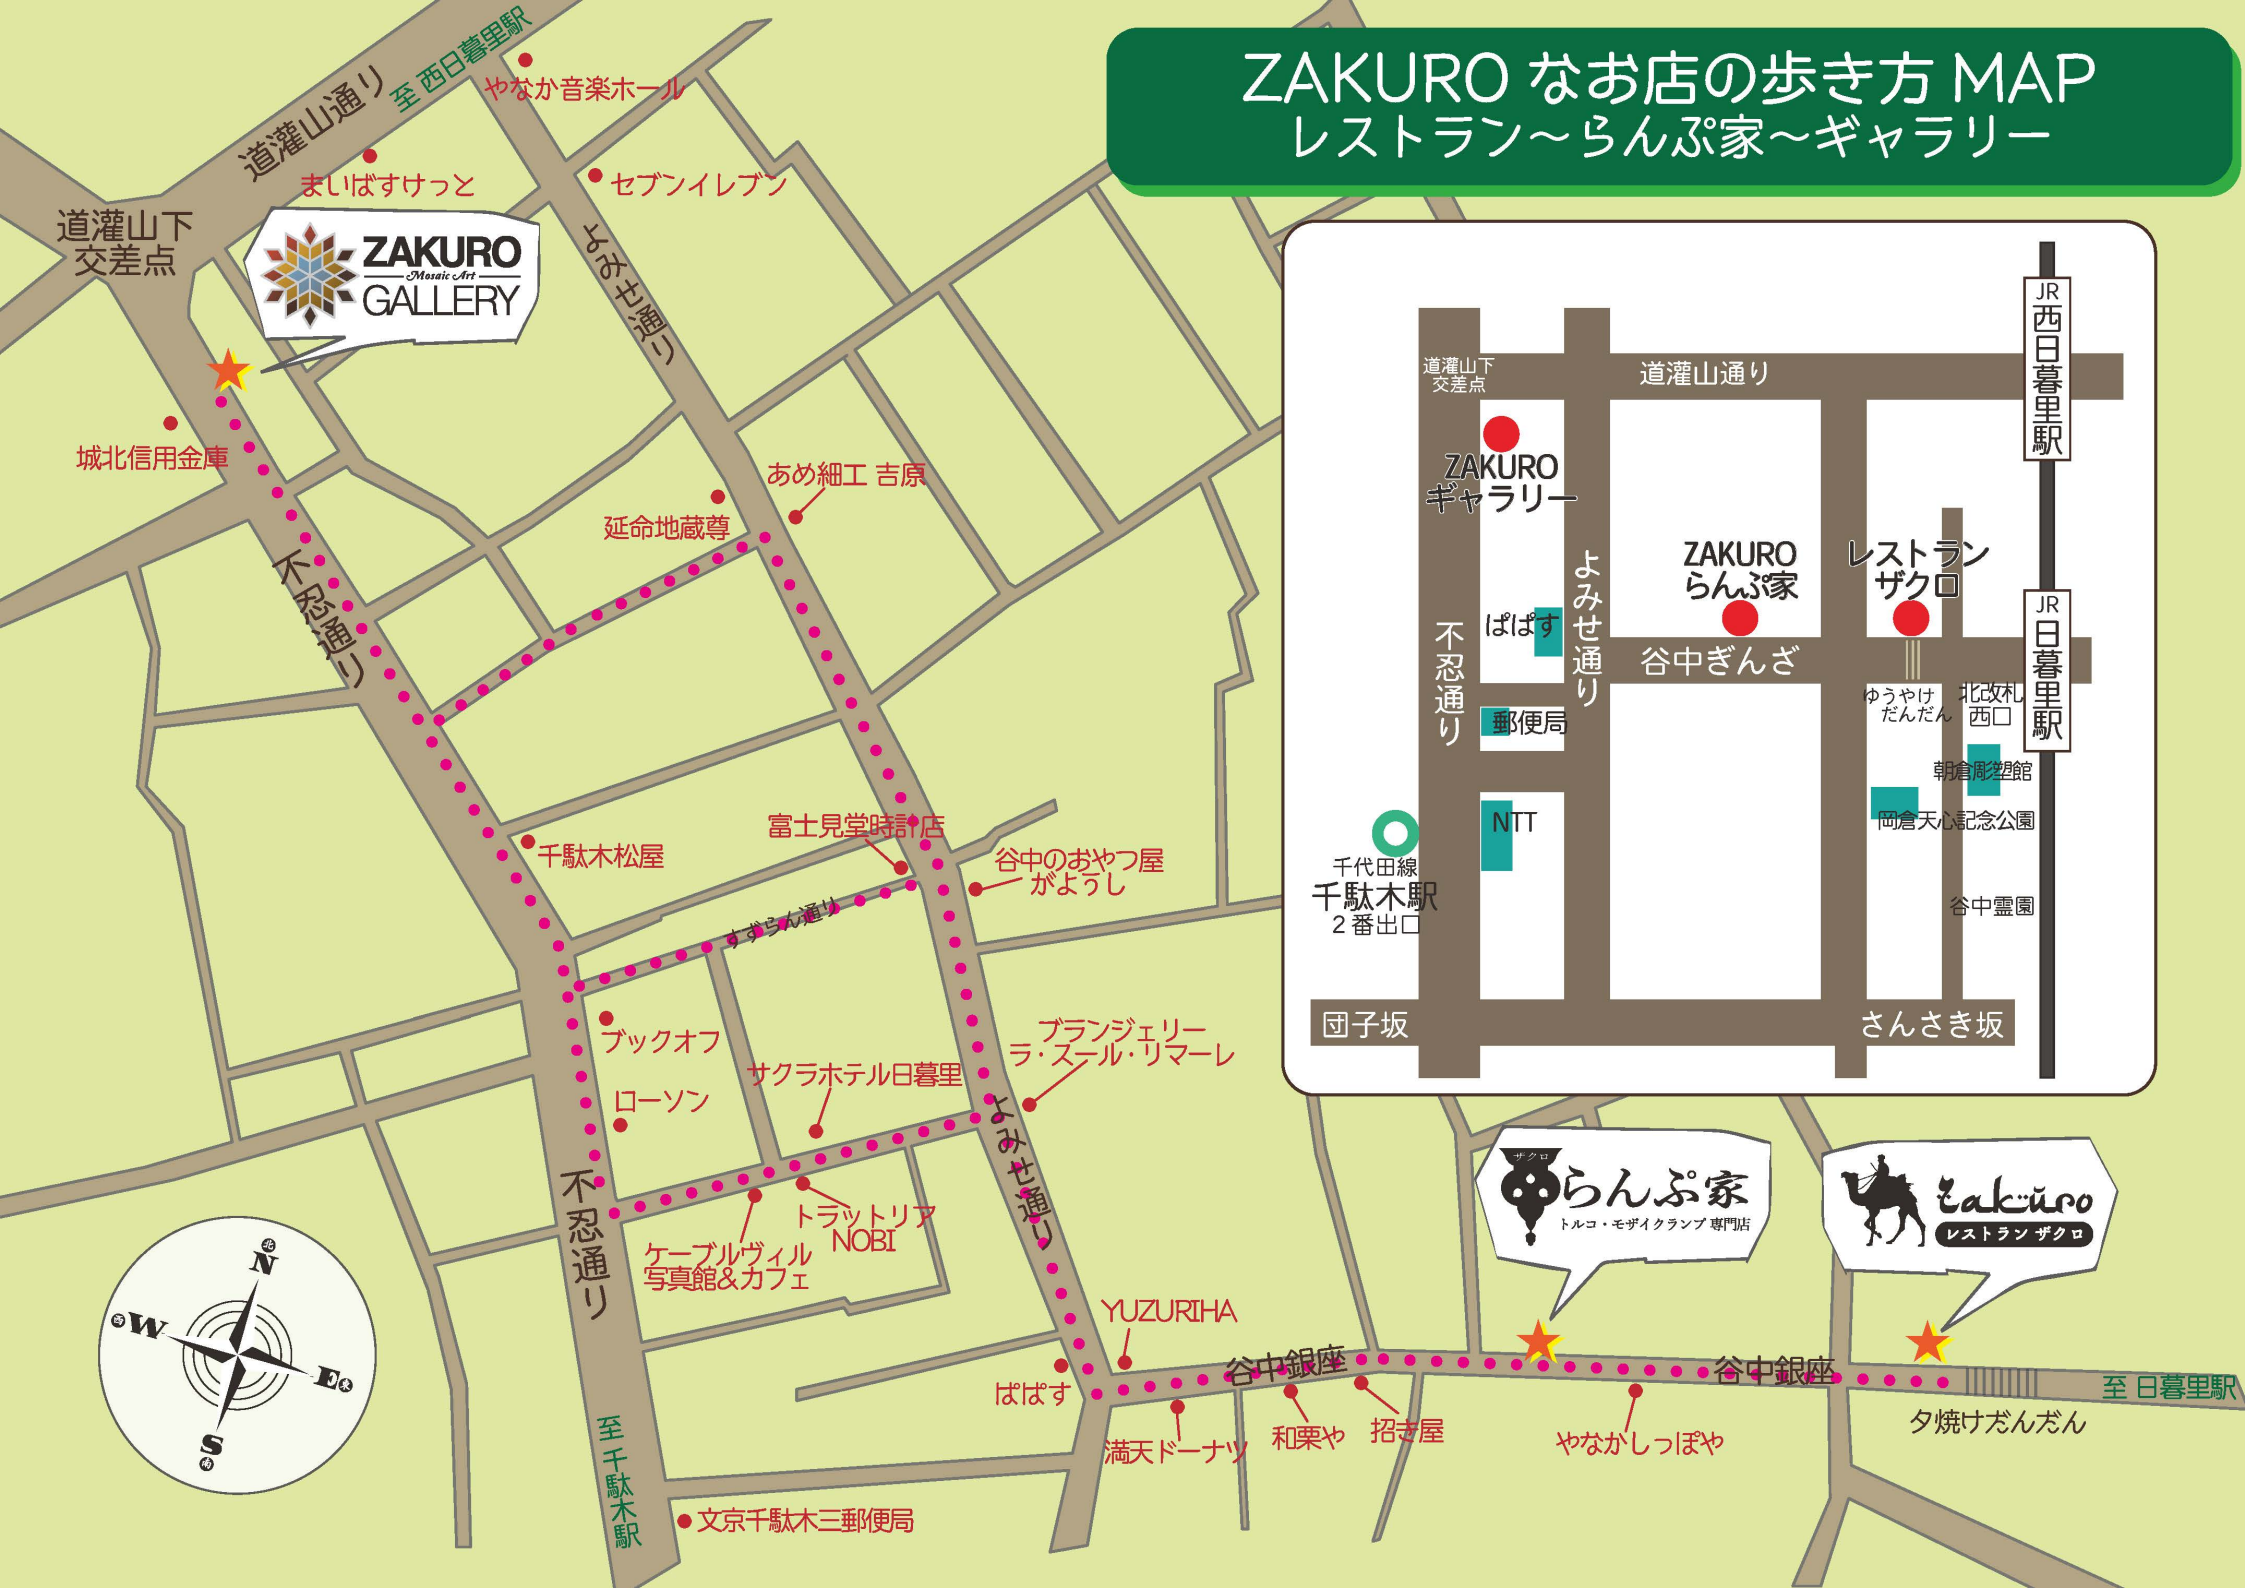 ZAKURO なお店の歩き方 MAP
レストラン～らんぷ家～ギャラリー
道灌山通り
至 西日暮里駅
やなか音楽ホール
まいばすけっと
セブンイレブン
道灌山下
交差点
ZAKURO
Mosaic Art
GALLERY
よみせ通り
城北信用金庫
あめ細工 吉原
延命地蔵尊
不忍通り
千駄木松屋
富士見堂時計店
谷中のおやつ屋
がようし
すずらん通り
ブックオフ
ブランジェリー
ラ・スール・リマーレ
サクラホテル日暮里
ローソン
よみせ通り
不忍通り
トラットリア
NOBI
ケーブルヴィル
写真館&カフェ
YUZURIHA
ぱぱす
谷中銀座
満天ドーナツ
和栗や
招き屋
谷中銀座
やなかしっぽや
至 日暮里駅
夕焼けだんだん
至 千駄木駅
文京千駄木三郵便局
北
N
西
W
E
東
S
南
ザクロ
らんぷ家
トルコ・モザイクランプ 専門店
zakuro
レストラン ザクロ
JR
西日暮里駅
道灌山下
交差点
道灌山通り
ZAKURO
ギャラリー
ZAKURO
らんぷ家
レストラン
ザクロ
よみせ通り
ぱぱす
不忍通り
谷中ぎんざ
JR
日暮里駅
ゆうやけ
だんだん
北改札
西口
郵便局
朝倉彫塑館
岡倉天心記念公園
NTT
千代田線
千駄木駅
2番出口
谷中霊園
団子坂
さんさき坂